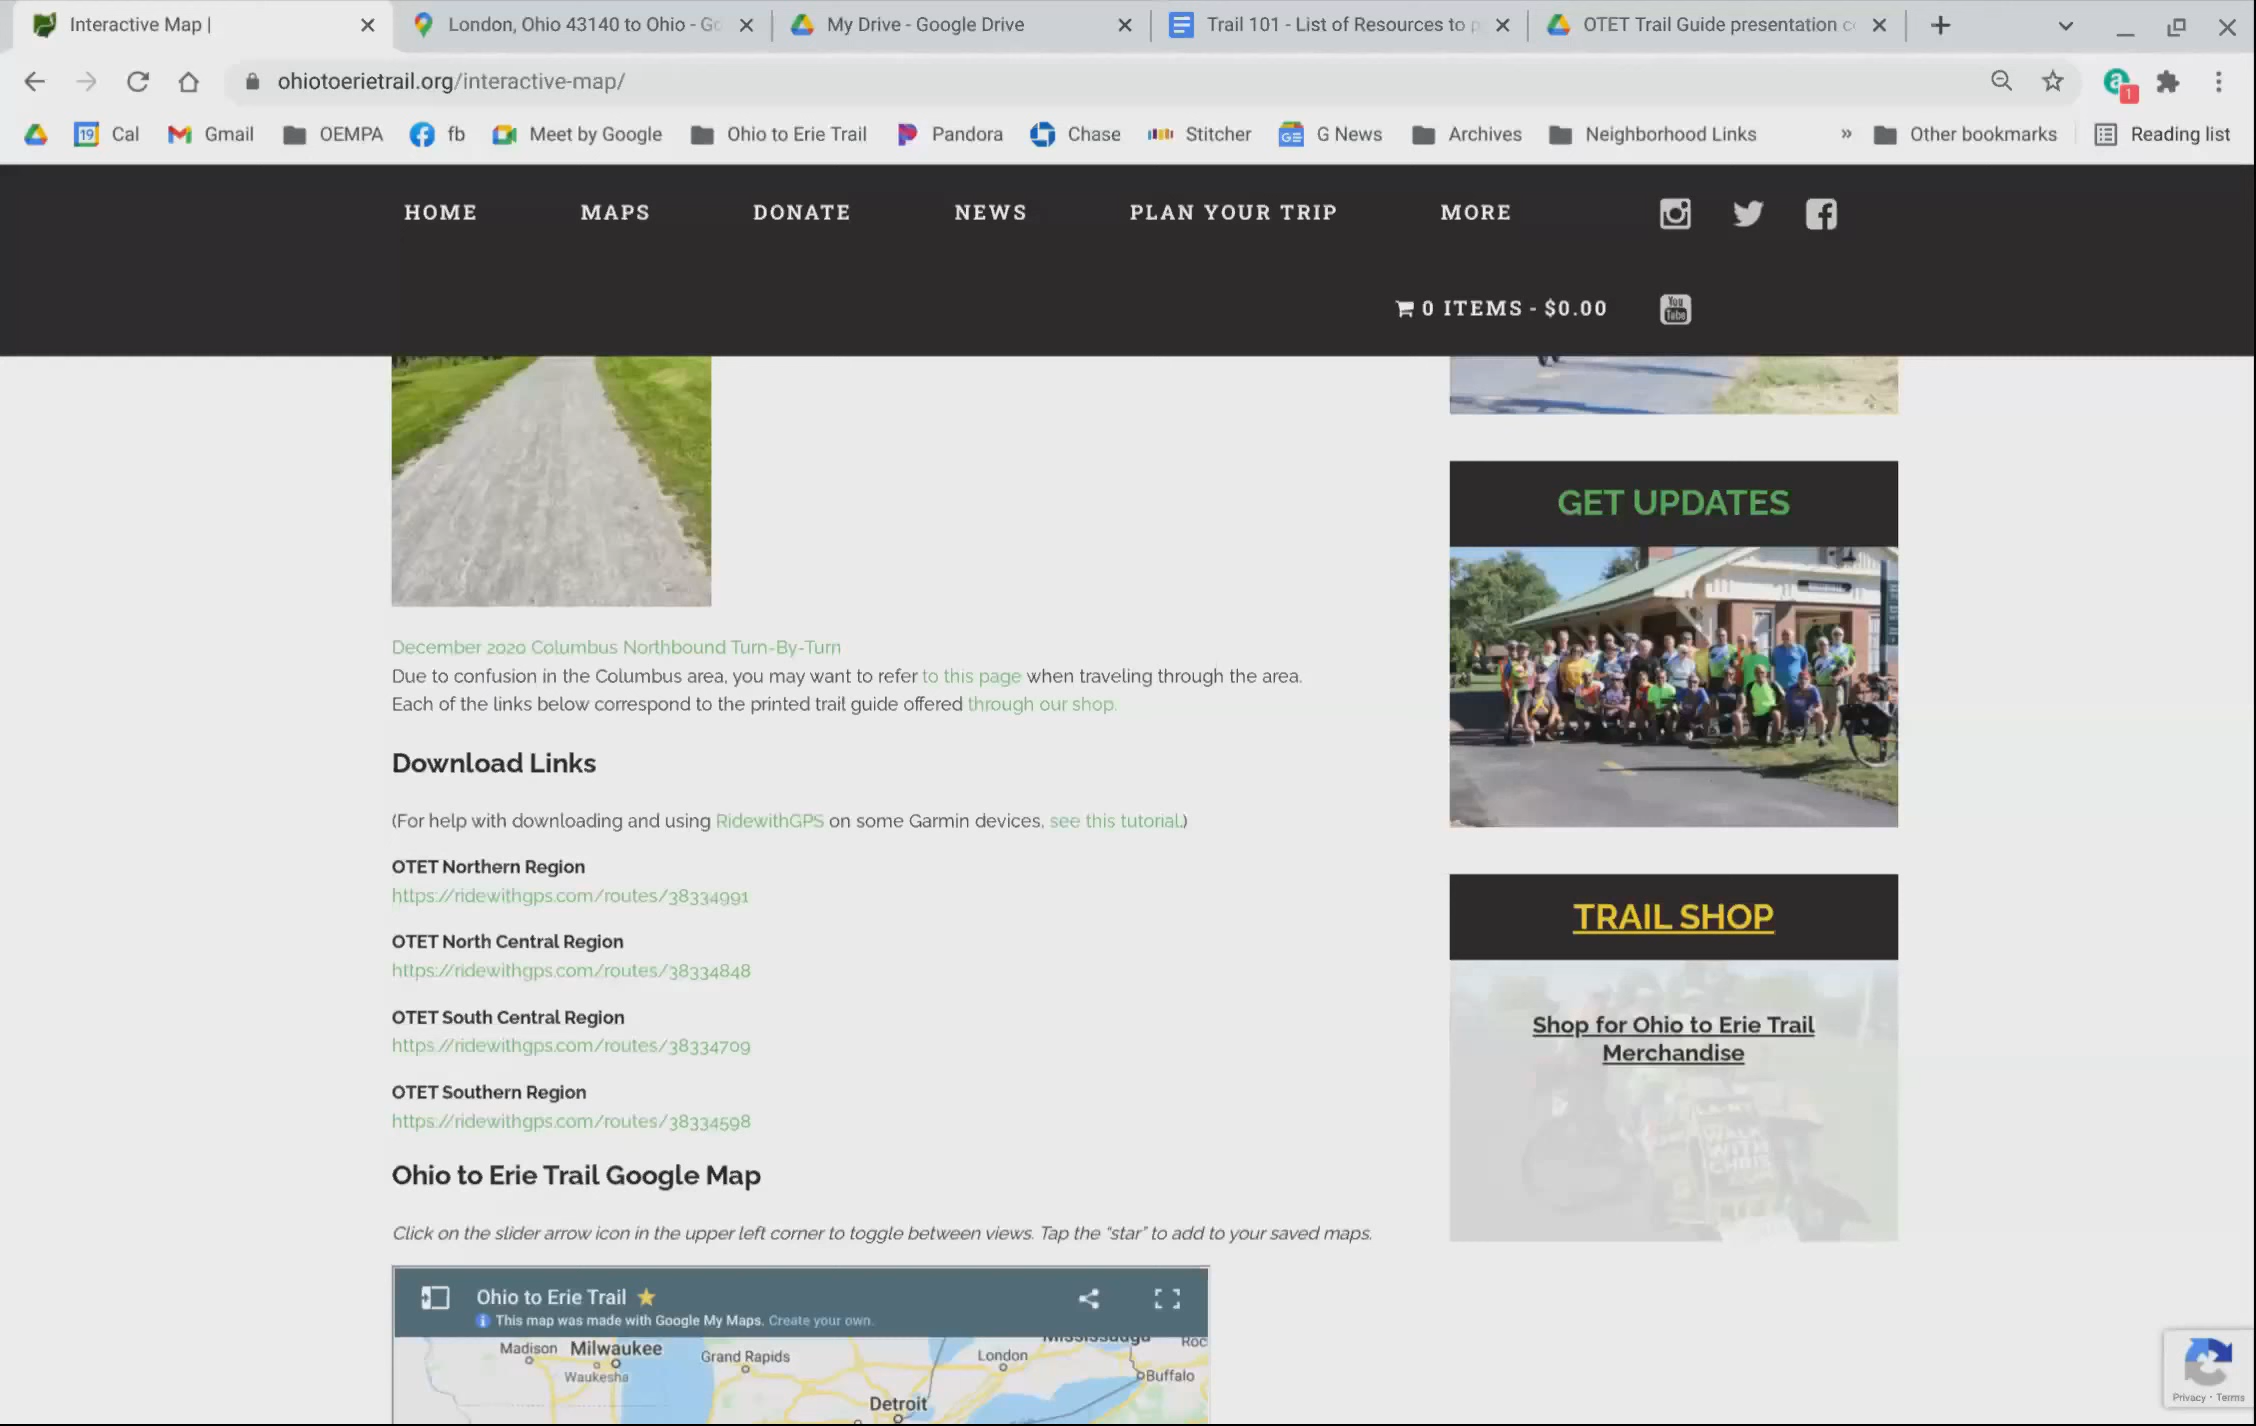 Interactive Map |
London, Ohio 43140 to Ohio - Go
My Drive - Google Drive
Trail 101 - List of Resources to p
OTET Trail Guide presentation c
ohiotoerietrail.org/interactive-map/
1
19 Cal
Gmail
OEMPA
fb
Meet by Google
Ohio to Erie Trail
Pandora
Chase
Stitcher
GE G News
Archives
Neighborhood Links
»
Other bookmarks
Reading list
HOME
MAPS
DONATE
NEWS
PLAN YOUR TRIP
MORE
0 ITEMS - $0.00
You
Tube
December 2020 Columbus Northbound Turn-By-Turn
Due to confusion in the Columbus area, you may want to refer to this page when traveling through the area.
Each of the links below correspond to the printed trail guide offered through our shop.
Download Links
(For help with downloading and using RidewithGPS on some Garmin devices, see this tutorial.)
OTET Northern Region
https://ridewithgps.com/routes/38334991
OTET North Central Region
https://ridewithgps.com/routes/38334848
OTET South Central Region
https://ridewithgps.com/routes/38334709
OTET Southern Region
https://ridewithgps.com/routes/38334598
Ohio to Erie Trail Google Map
Click on the slider arrow icon in the upper left corner to toggle between views. Tap the “star” to add to your saved maps.
Ohio to Erie Trail
This map was made with Google My Maps. Create your own.
Mississauga
Roc
Madison
Milwaukee
Grand Rapids
London
Waukesha
Buffalo
Detroit
GET UPDATES
TRAIL SHOP
Shop for Ohio to Erie Trail
Merchandise
WALK
WITH
CHRIS
Privacy - Terms